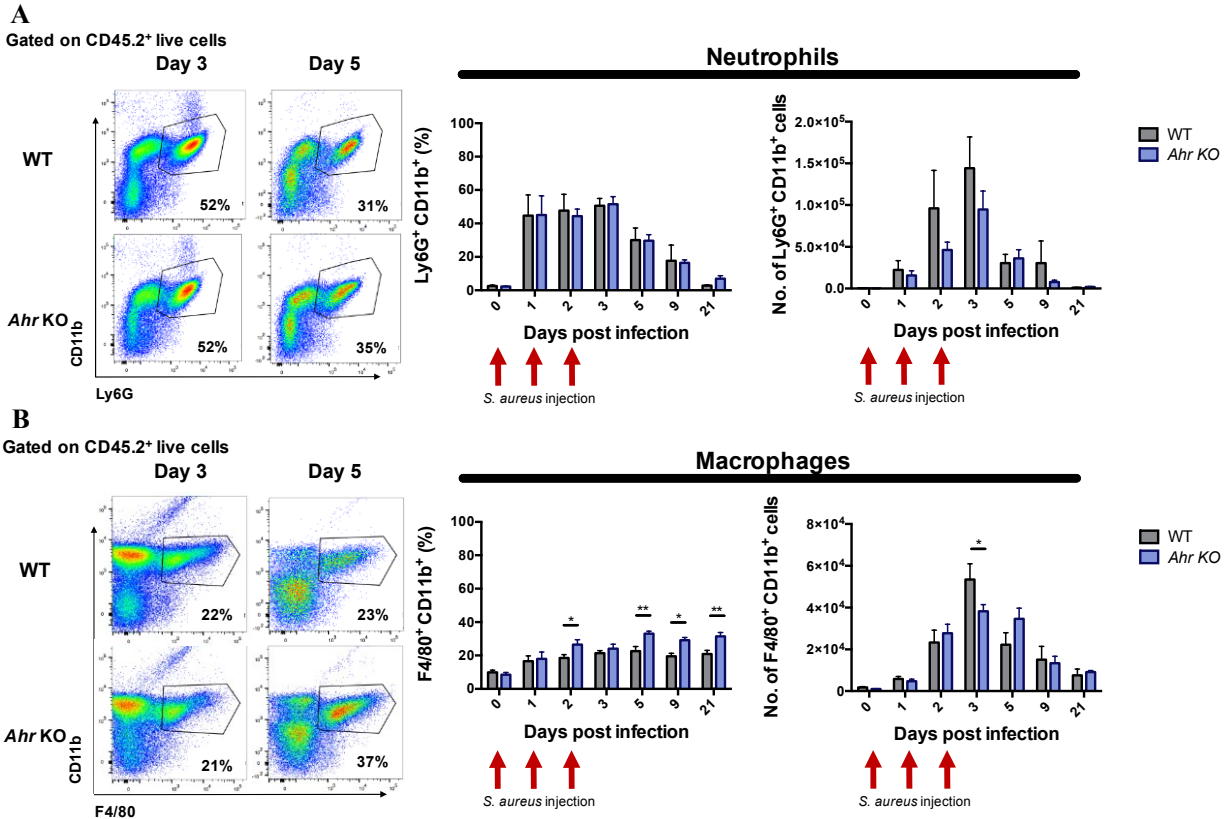 A
Gated on CD45.2+ live cells
Day 3 Day 5
WT
52%
31%
Ahr KO
52%
35%
CD11b
Ly6G
Neutrophils
Ly6G+ CD11b+ (%)
100
80
60
40
20
0
0 1 2 3 5 9 21
Days post infection
S. aureus injection
No. of Ly6G+ CD11b+ cells
2.0×10^5
1.5×10^5
1.0×10^5
5.0×10^4
0.0
0 1 2 3 5 9 21
Days post infection
S. aureus injection
WT
Ahr KO
B
Gated on CD45.2+ live cells
Day 3 Day 5
WT
22%
23%
Ahr KO
21%
37%
CD11b
F4/80
Macrophages
F4/80+ CD11b+ (%)
100
80
60
40
20
0
* ** * **
0 1 2 3 5 9 21
Days post infection
S. aureus injection
No. of F4/80+ CD11b+ cells
8×10^4
6×10^4
4×10^4
2×10^4
0
*
0 1 2 3 5 9 21
Days post infection
S. aureus injection
WT
Ahr KO